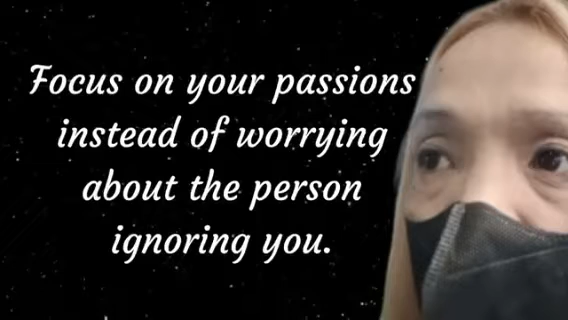 Focus on your passions
instead of worrying
about the person
ignoring you.